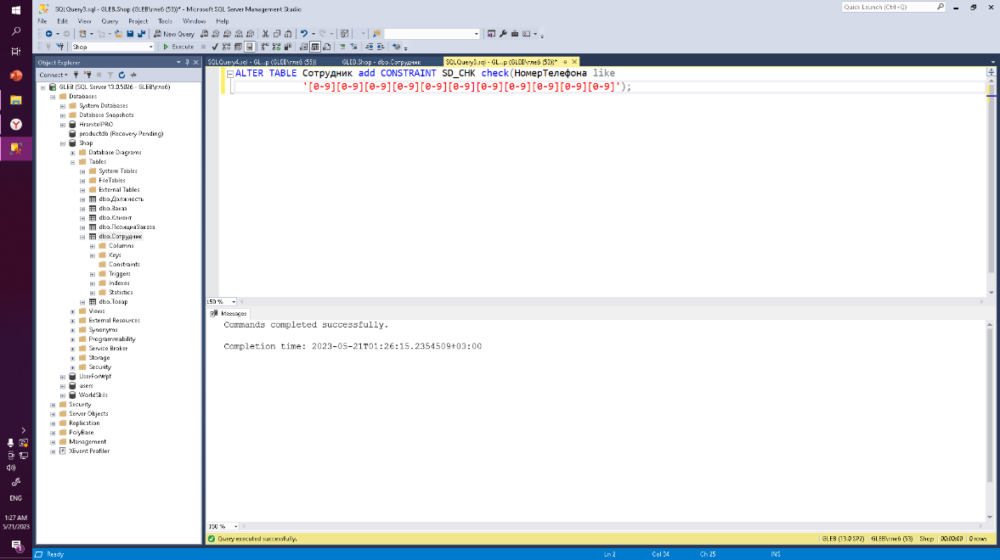 SQLQuery3.sql - GLEB.Shop (GLEB\глеб (53))* - Microsoft SQL Server Management Studio
Quick Launch (Ctrl+Q)
File Edit View Query Project Tools Window Help
New Query
Shop
Execute
Object Explorer
SQLQuery4.sql - GL...p (GLEB\глеб (55))
GLEB.Shop - dbo.Сотрудник
SQLQuery3.sql - GL...p (GLEB\глеб (53))*
Connect
ALTER TABLE Сотрудник add CONSTRAINT SD_CHK check(НомерТелефона like
'[0-9][0-9][0-9][0-9][0-9][0-9][0-9][0-9][0-9][0-9][0-9]');
GLEB (SQL Server 13.0.5026 - GLEB\глеб)
Databases
System Databases
Database Snapshots
HranitelPRO
productdb (Recovery Pending)
Shop
Database Diagrams
Tables
System Tables
FileTables
External Tables
dbo.Должность
dbo.Заказ
dbo.Клиент
dbo.ПозицияЗаказа
dbo.Сотрудник
Columns
Keys
Constraints
Triggers
Indexes
Statistics
dbo.Товар
Views
External Resources
Synonyms
Programmability
Service Broker
Storage
Security
UserForWpf
users
WorldSkils
Security
Server Objects
Replication
PolyBase
Management
XEvent Profiler
150 %
Messages
Commands completed successfully.
Completion time: 2023-05-21T01:26:15.2354509+03:00
150 %
Query executed successfully.
GLEB (13.0 SP2) GLEB\глеб (53) Shop 00:00:00 0 rows
Ready
Ln 2 Col 34 Ch 25 INS
ENG
1:27 AM
5/21/2023